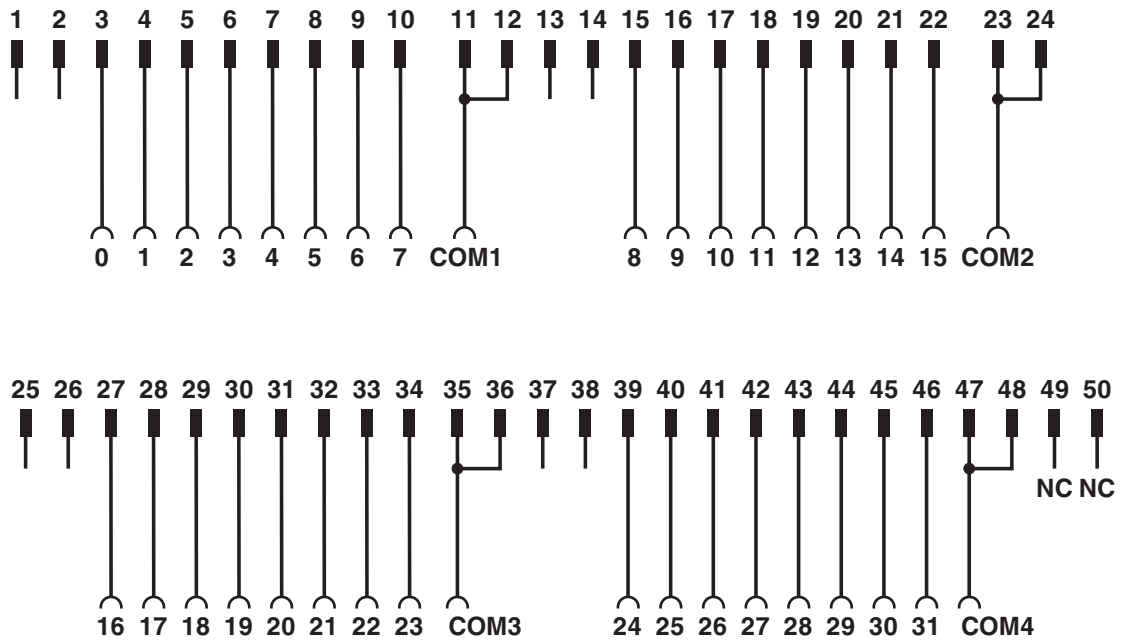 1 2 3 4 5 6 7 8 9 10 11 12 13 14 15 16 17 18 19 20 21 22 23 24
0 1 2 3 4 5 6 7 COM1 8 9 10 11 12 13 14 15 COM2
25 26 27 28 29 30 31 32 33 34 35 36 37 38 39 40 41 42 43 44 45 46 47 48 49 50
NC NC
16 17 18 19 20 21 22 23 COM3 24 25 26 27 28 29 30 31 COM4